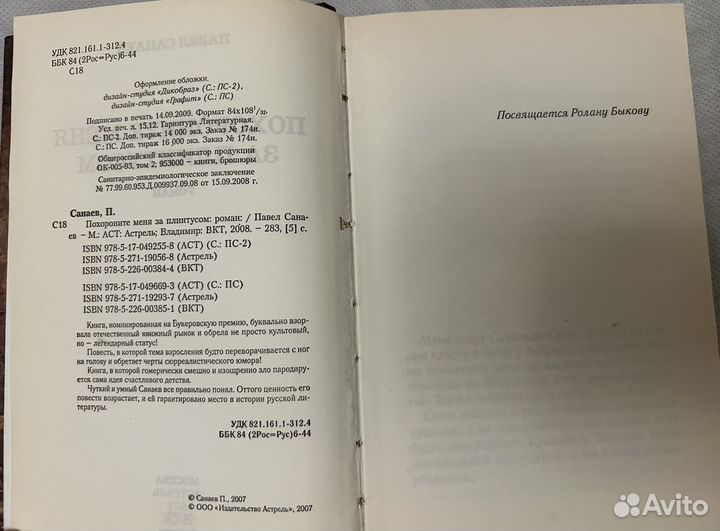 УДК 821.161.1-312.4
ББК 84 (2Рос=Рус)6-44
С18
ПАВЕЛ САНАЕВ
Оформление обложки.
дизайн-студия «Дикобраз» (С.: ПС-2),
дизайн-студия «Графит» (С.: ПС)
Подписано в печать 14.09.2009. Формат 84х108 1/32.
Усл. печ. л. 15,12. Гарнитура Литературная.
С.: ПС-2. Доп. тираж 14 000 экз. Заказ № 174и.
С.: ПС. Доп. тираж 16 000 экз. Заказ № 174и.
Общероссийский классификатор продукции
ОК-005-93, том 2; 953000 – книги, брошюры
Санитарно-эпидемиологическое заключение
№ 77.99.60.953.Д.009937.09.08 от 15.09.2008 г.
Санаев, П.
С18 Похороните меня за плинтусом: роман: / Павел Сана-
ев – М.: АСТ: Астрель; Владимир: ВКТ, 2008. – 283, [5] с.
ISBN 978-5-17-049255-8 (АСТ) (С.: ПС-2)
ISBN 978-5-271-19056-8 (Астрель)
ISBN 978-5-226-00384-4 (ВКТ)
ISBN 978-5-17-049669-3 (АСТ) (С.: ПС)
ISBN 978-5-271-19293-7 (Астрель)
ISBN 978-5-226-00385-1 (ВКТ)
Книга, номинированная на Букеровскую премию, буквально взор-
вала отечественный книжный рынок и обрела не просто культовый,
но – легендарный статус!
Повесть, в которой тема взросления будто переворачивается с ног
на голову и обретает черты сюрреалистического юмора!
Книга, в которой гомерически смешно и изощренно зло пародиру-
ется сама идея счастливого детства.
Чуткий и умный Санаев все правильно понял. Оттого ценность его
повести возрастает, и ей гарантировано место в истории русской ли-
тературы.
УДК 821.161.1-312.4
ББК 84 (2Рос=Рус)6-44
© Санаев П., 2007
© ООО «Издательство Астрель», 2007
Посвящается Ролану Быкову
Avito